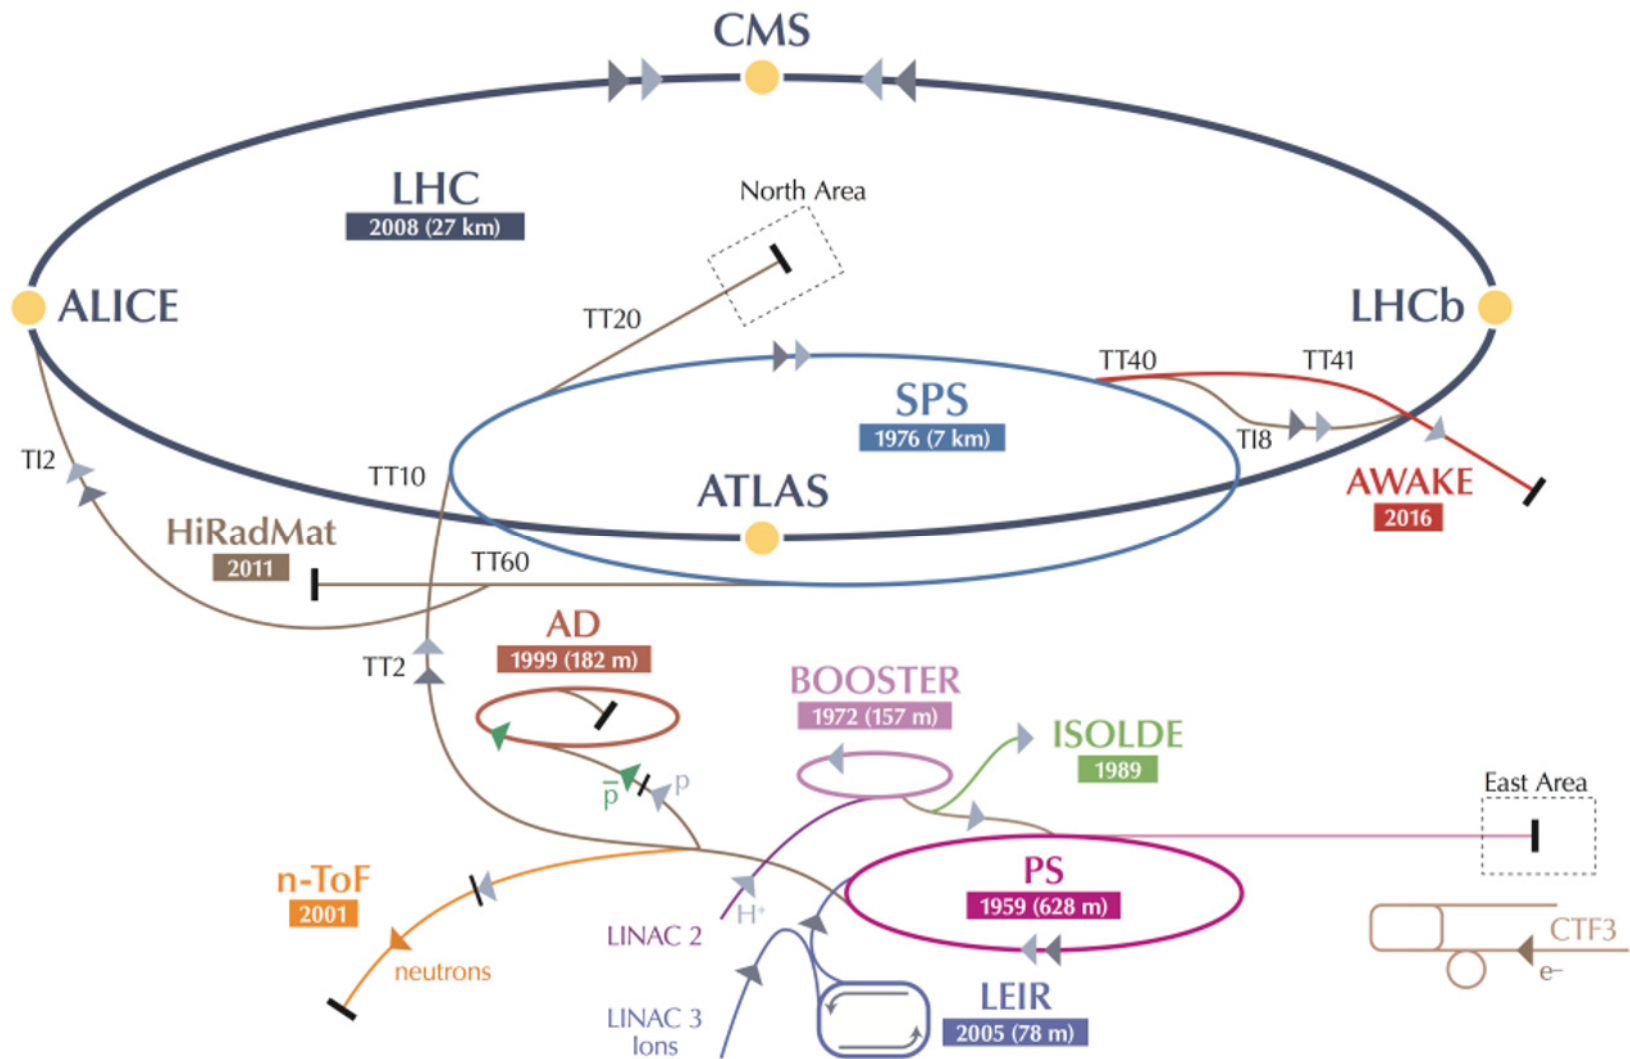 CMS
LHC
2008 (27 km)
North Area
ALICE
LHCb
TT20
TT40
TT41
SPS
1976 (7 km)
TI8
TI2
TT10
ATLAS
AWAKE
2016
HiRadMat
2011
TT60
AD
1999 (182 m)
TT2
BOOSTER
1972 (157 m)
ISOLDE
1989
p̅
p
East Area
n-ToF
2001
PS
1959 (628 m)
H⁺
LINAC 2
CTF3
neutrons
e–
LEIR
2005 (78 m)
LINAC 3
Ions